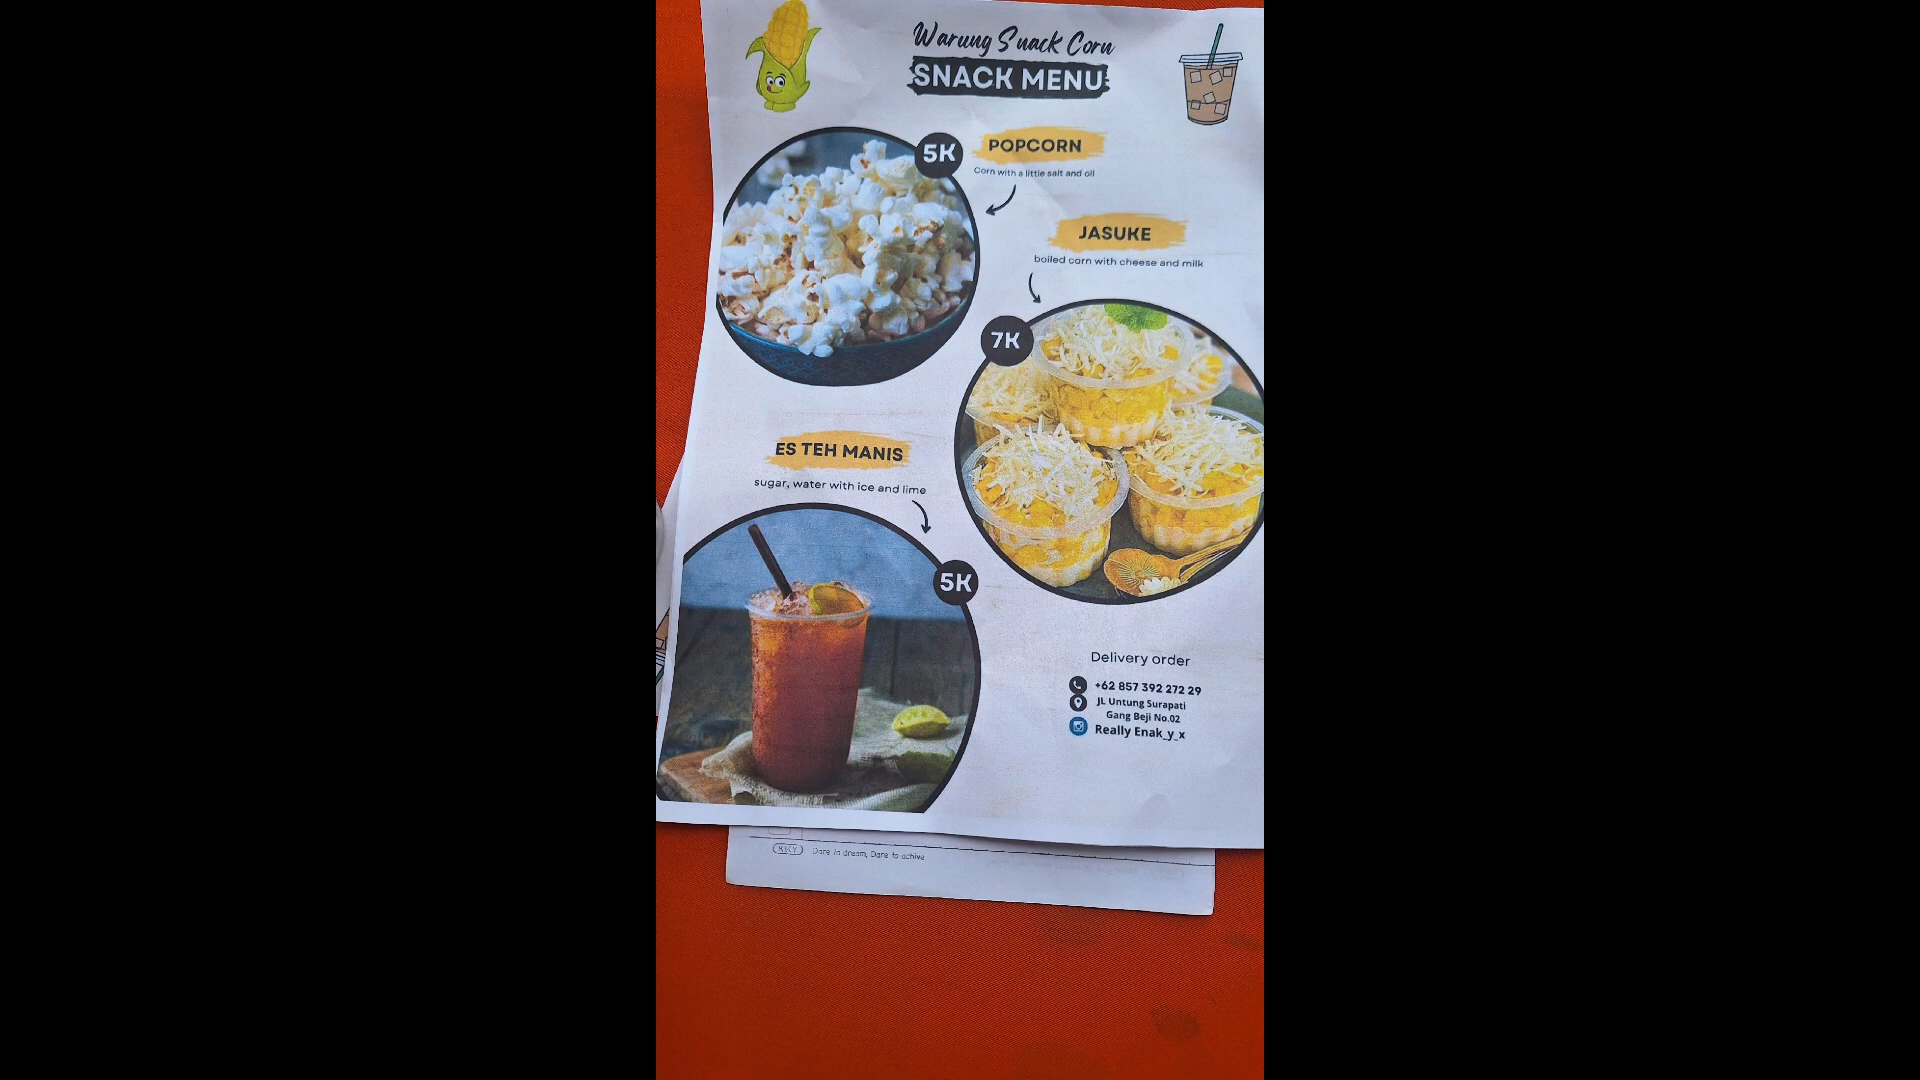 Warung Snack Corn
SNACK MENU
5K
POPCORN
Corn with a little salt and oil
JASUKE
boiled corn with cheese and milk
7K
ES TEH MANIS
sugar, water with ice and lime
5K
Delivery order
+62 857 392 272 29
JL Untung Surapati
Gang Beji No.02
Really Enak_y_x
KKY
Dare to dream, Dare to achive